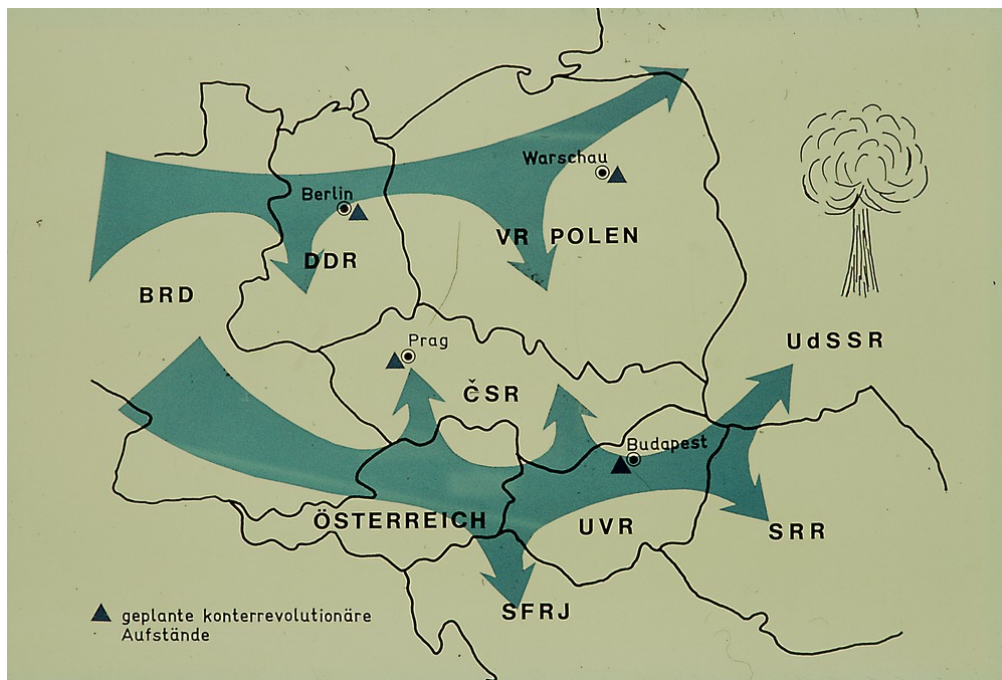 Warschau
Berlin
VR POLEN
DDR
BRD
UdSSR
Prag
ČSR
Budapest
ÖSTERREICH
UVR
SRR
SFRJ
geplante konterrevolutionäre
Aufstände